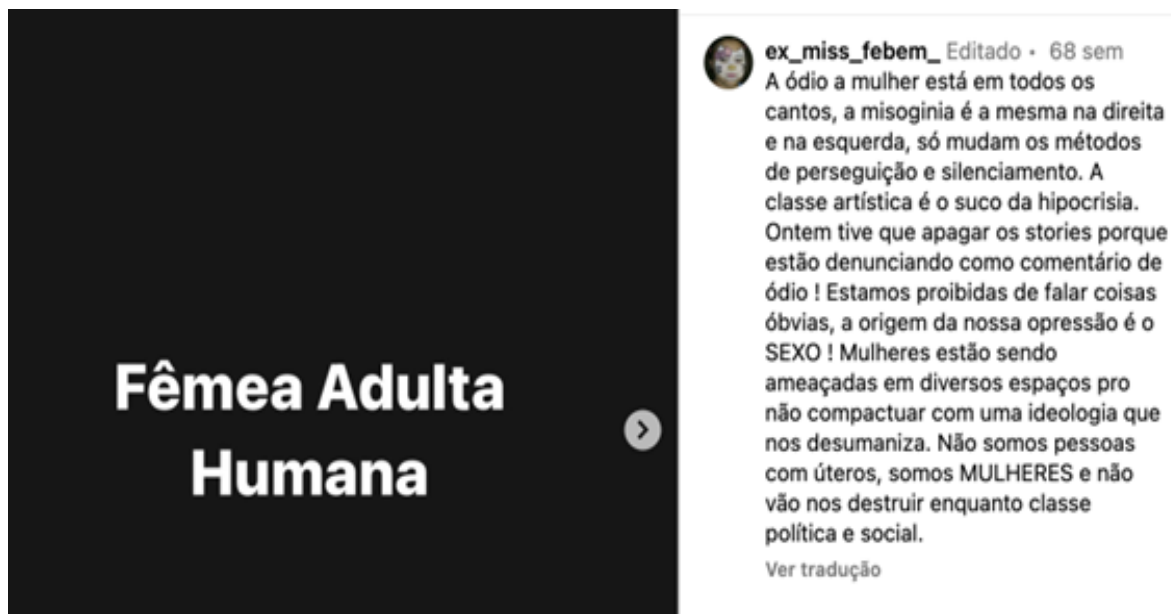 Fêmea Adulta
Humana
ex_miss_febem_ Editado • 68 sem
A ódio a mulher está em todos os
cantos, a misoginia é a mesma na direita
e na esquerda, só mudam os métodos
de perseguição e silenciamento. A
classe artística é o suco da hipocrisia.
Ontem tive que apagar os stories porque
estão denunciando como comentário de
ódio ! Estamos proibidas de falar coisas
óbvias, a origem da nossa opressão é o
SEXO ! Mulheres estão sendo
ameaçadas em diversos espaços pro
não compactuar com uma ideologia que
nos desumaniza. Não somos pessoas
com úteros, somos MULHERES e não
vão nos destruir enquanto classe
política e social.
Ver tradução